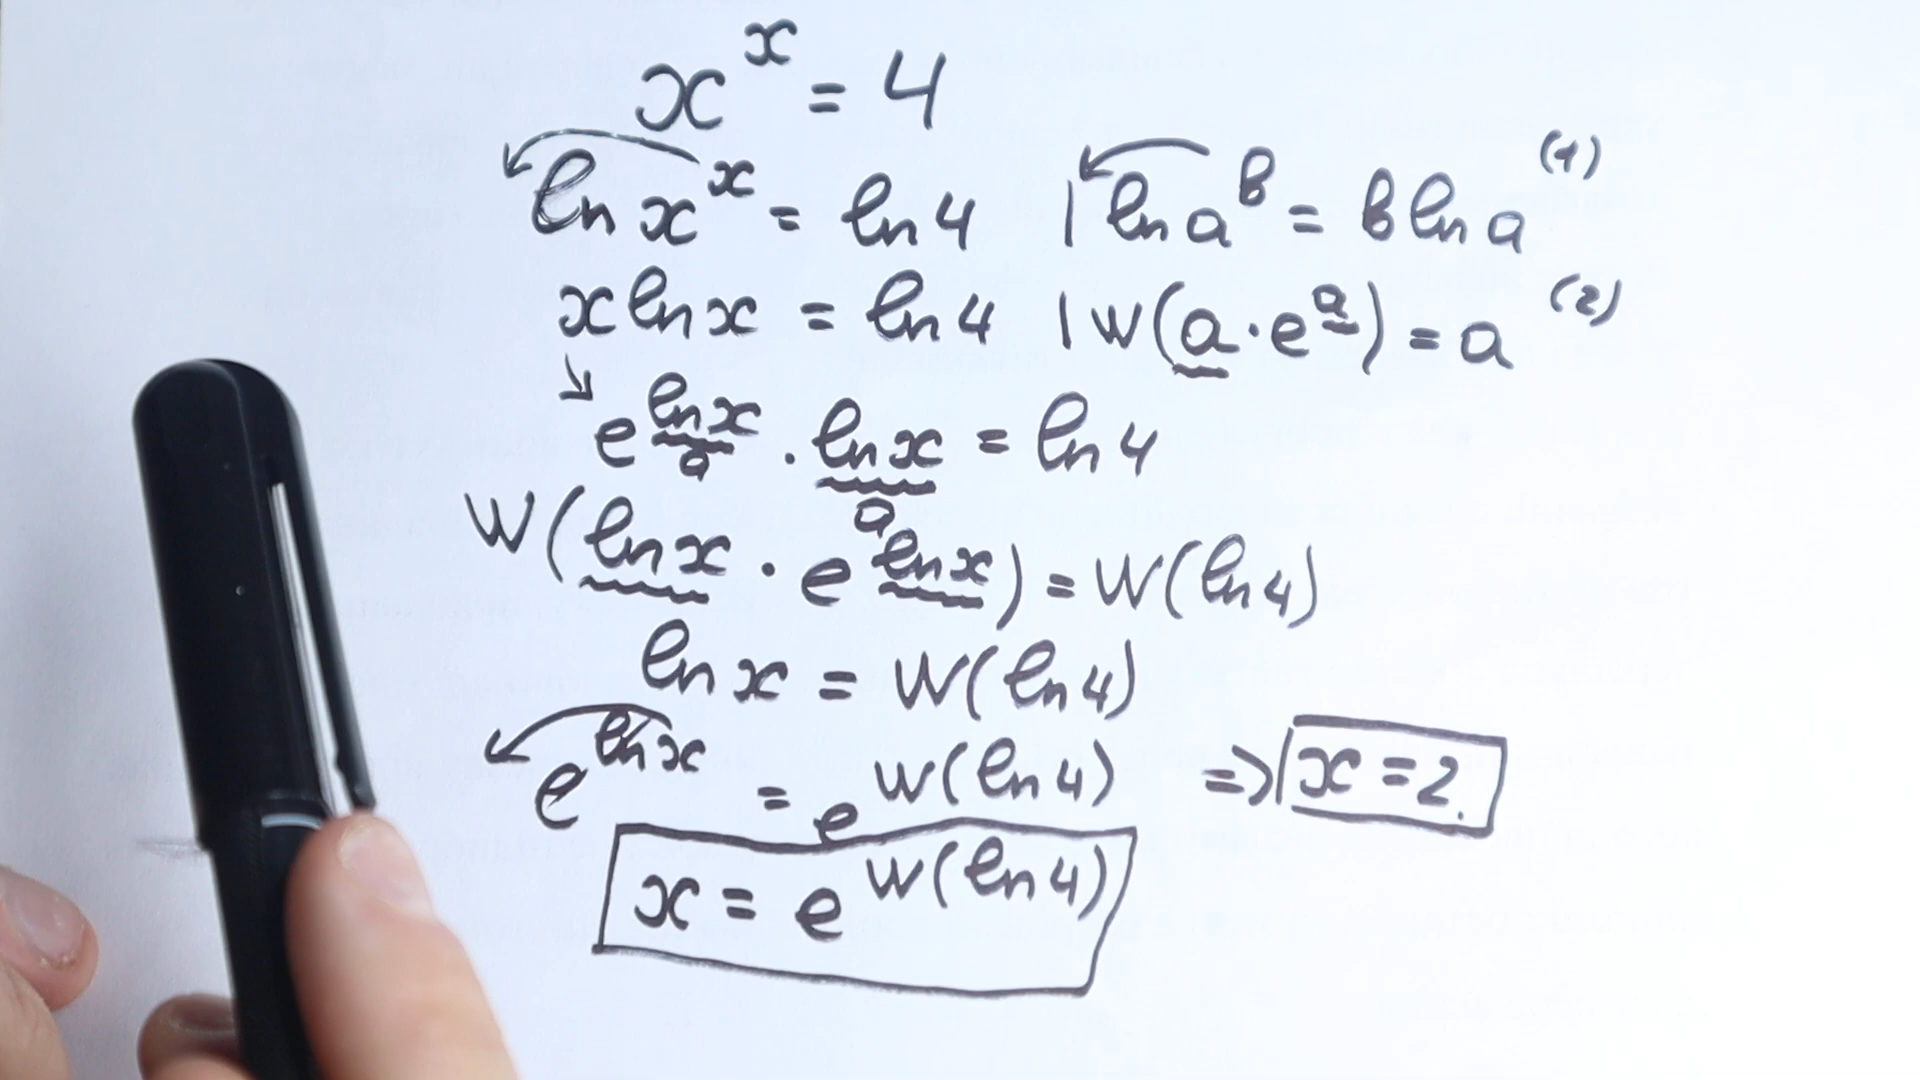 x^x = 4
ln x^x = ln 4 | ln a^b = b ln a (1)
x ln x = ln 4 | W(a · e^a) = a (2)
e^ln x · ln x = ln 4
a a
W(ln x · e^ln x) = W(ln 4)
ln x = W(ln 4)
e^ln x = e^W(ln 4) => x = 2.
x = e^W(ln 4)